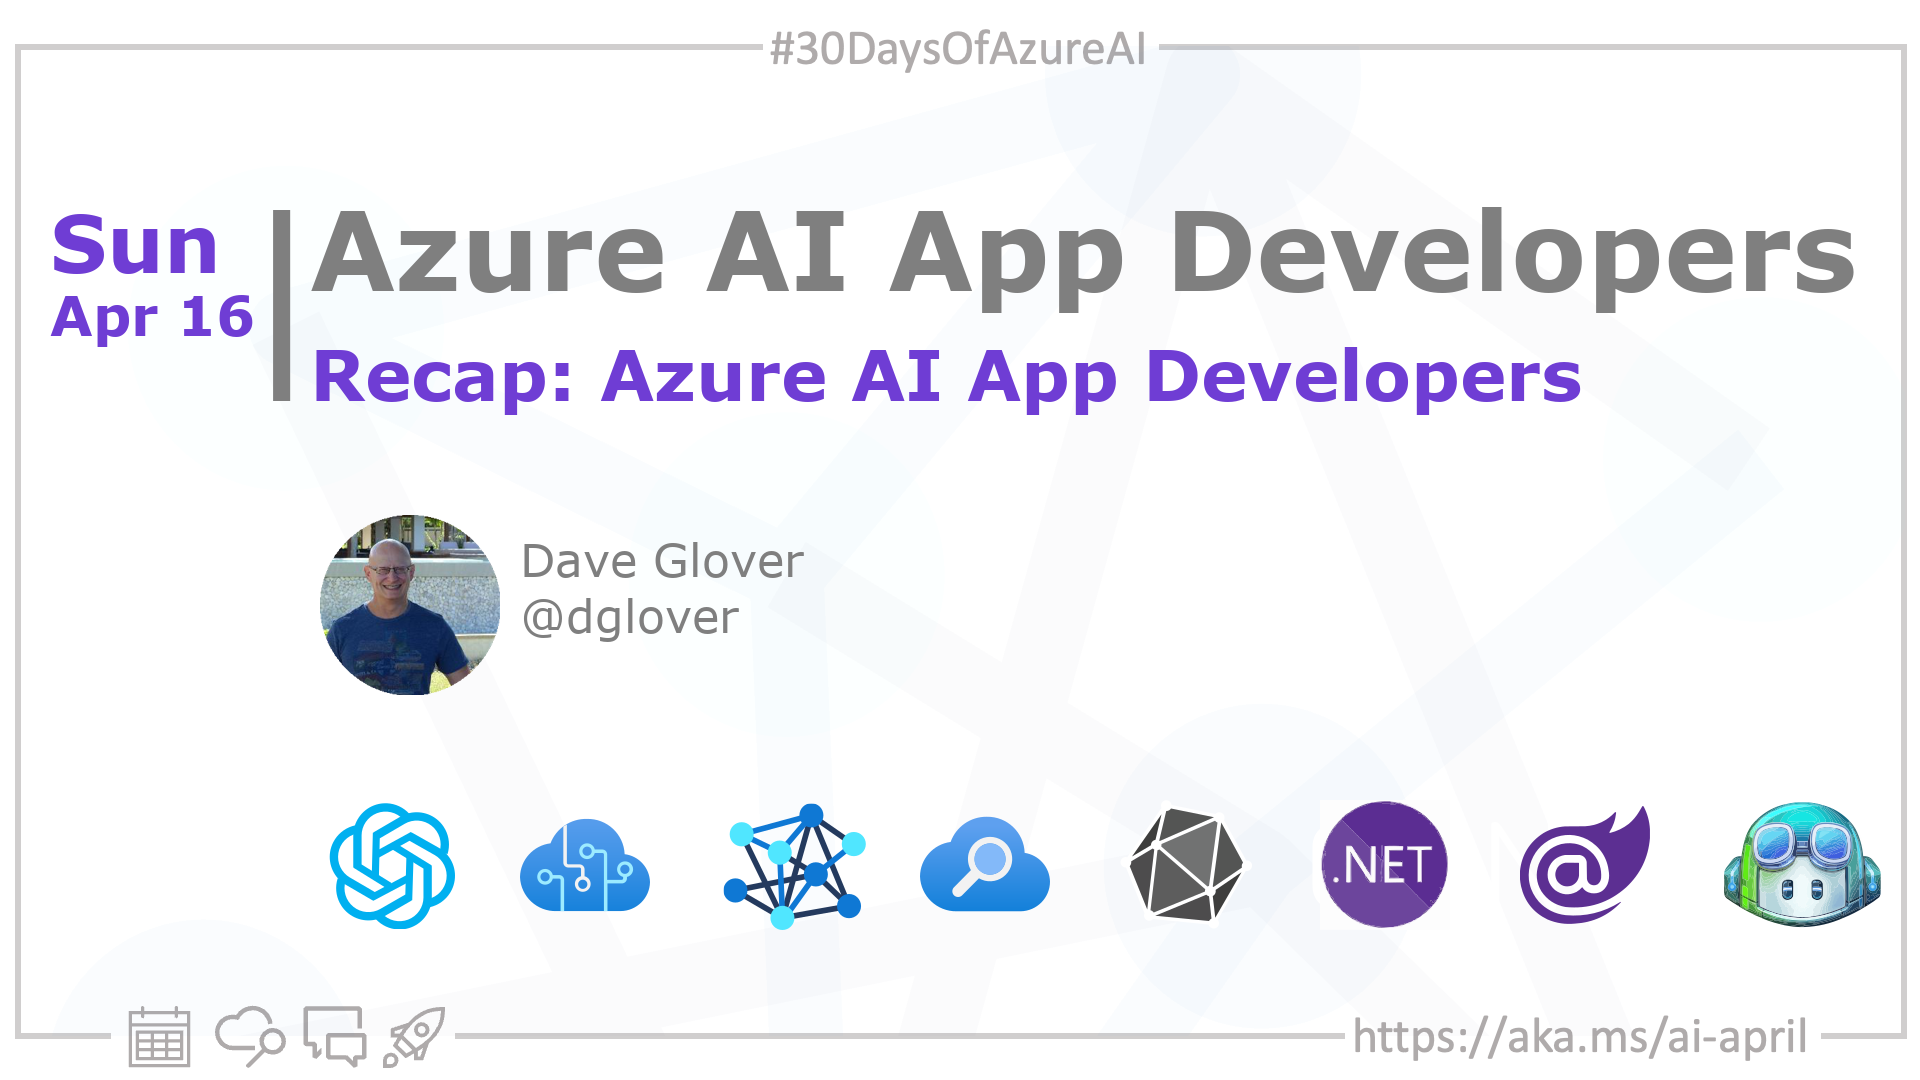 #30DaysOfAzureAI
Sun
Apr 16
Azure AI App Developers
Recap: Azure AI App Developers
Dave Glover
@dglover
.NET
@
https://aka.ms/ai-april